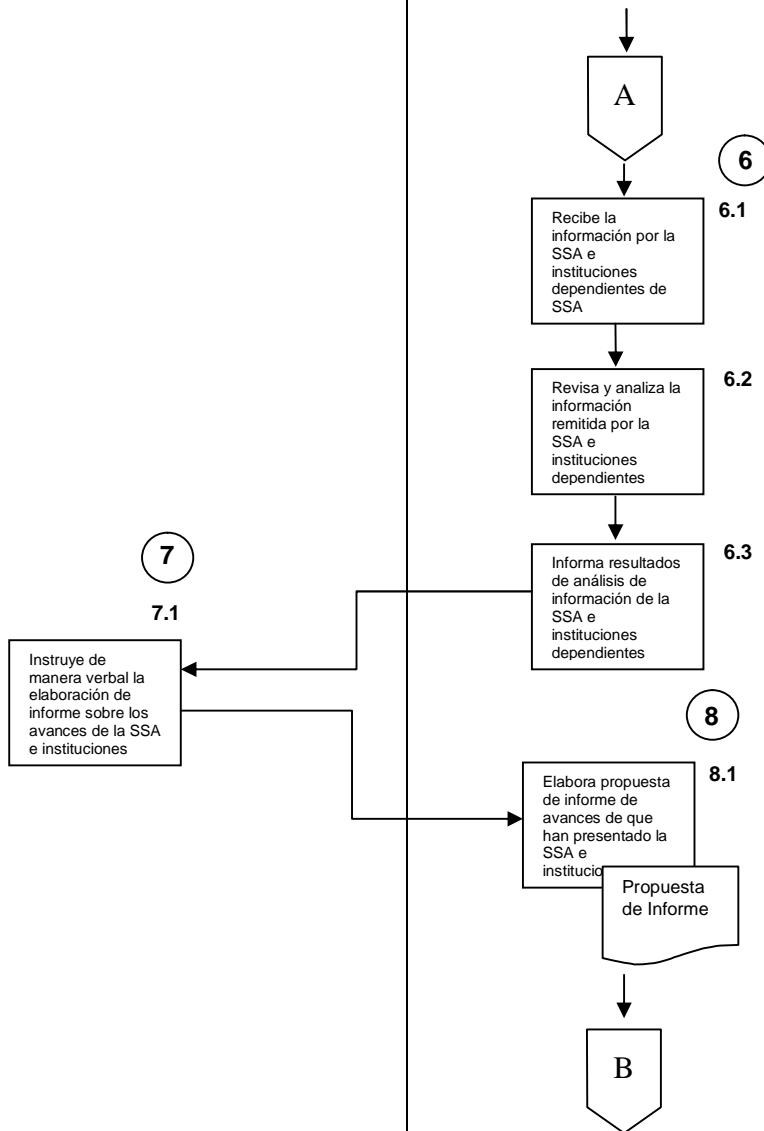 A
6
6.1
Recibe la
información por la
SSA e
instituciones
dependientes de
SSA
6.2
Revisa y analiza la
información
remitida por la
SSA e
instituciones
dependientes
6.3
Informa resultados
de análisis de
información de la
SSA e
instituciones
dependientes
7
7.1
Instruye de
manera verbal la
elaboración de
informe sobre los
avances de la SSA
e instituciones
8
8.1
Elabora propuesta
de informe de
avances de que
han presentado la
SSA e
Propuesta
de Informe
B